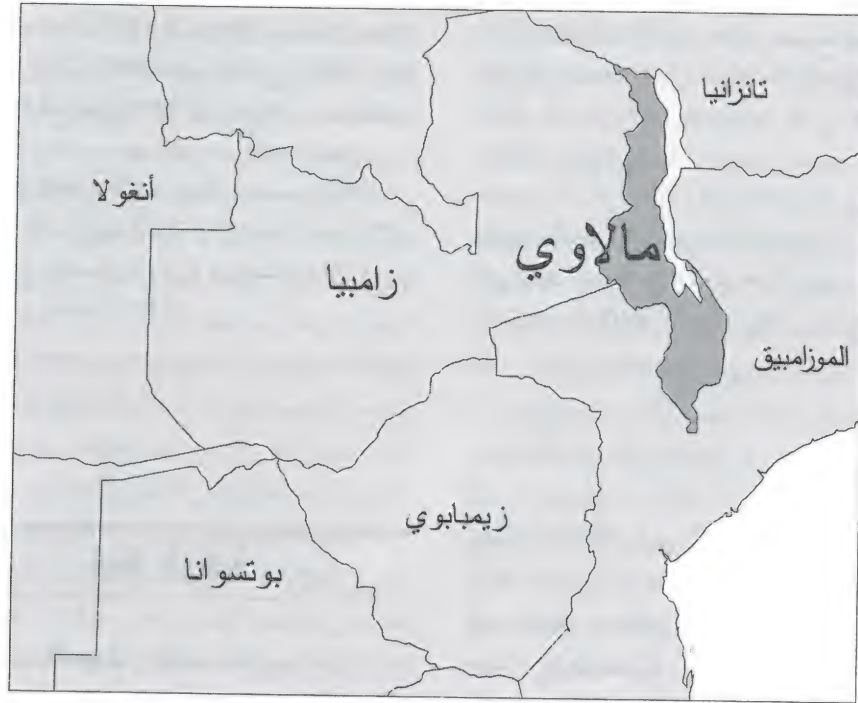 تانزانيا
أنغولا
مالاوي
زامبيا
الموزامبيق
زيمبابوي
بوتسوانا